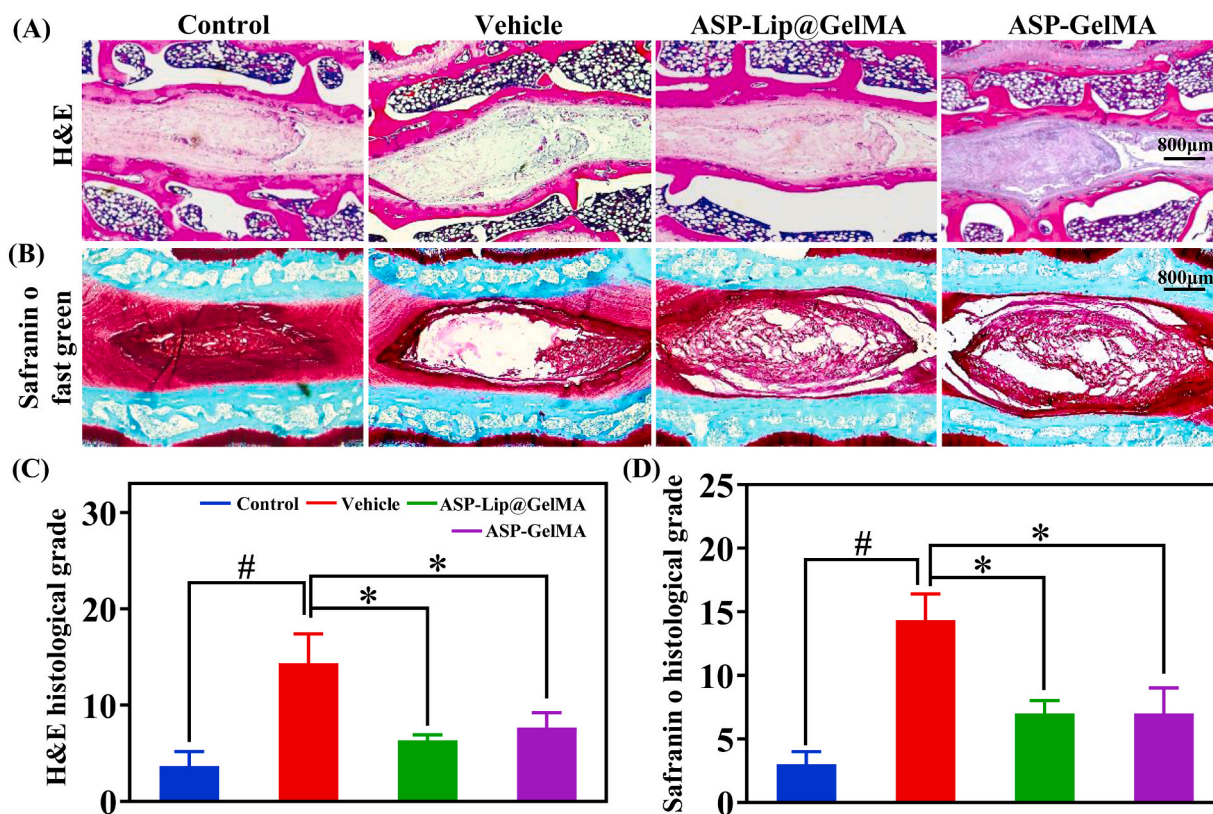 (A)
Control
Vehicle
ASP-Lip@GelMA
ASP-GelMA
H&E
800μm
(B)
Safranin o
fast green
800μm
(C)
H&E histological grade
30
20
10
0
Control
Vehicle
ASP-Lip@GelMA
ASP-GelMA
#
*
*
(D)
Safranin o histological grade
25
20
15
10
5
0
#
*
*